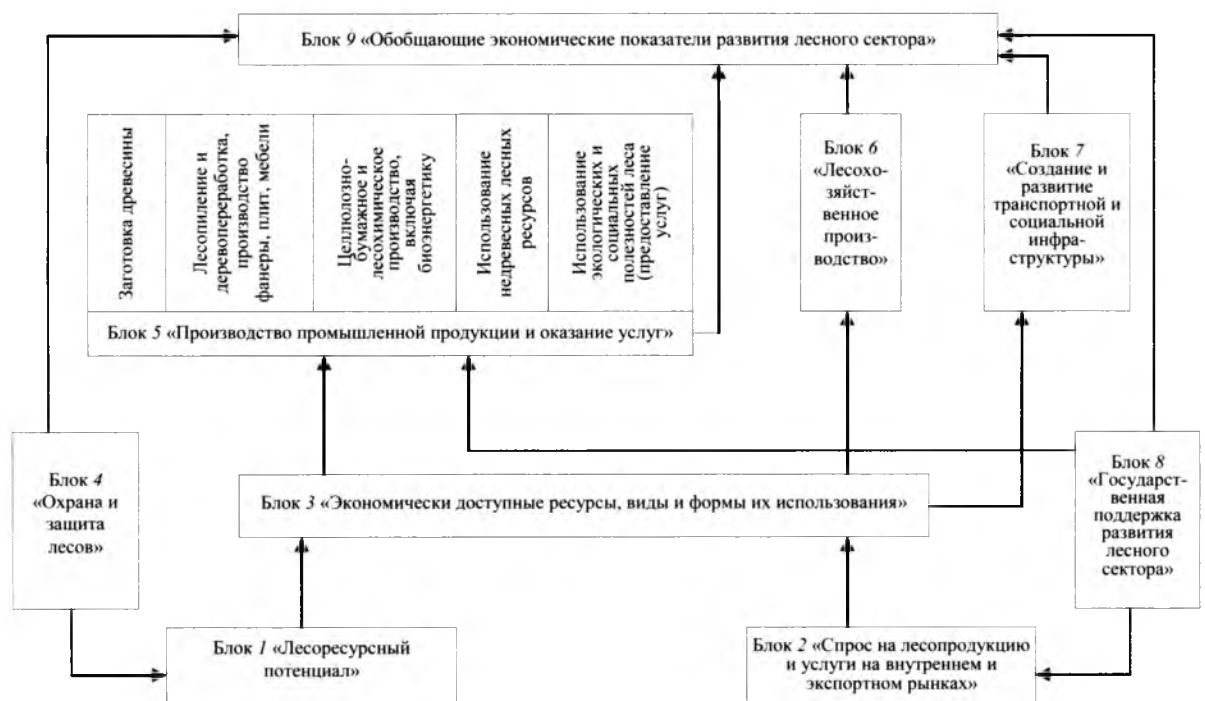 Блок 9 «Обобщающие экономические показатели развития лесного сектора»
Заготовка древесины
Лесопиление и
деревопереработка,
производство
фанеры, плит, мебели
Целлюлозно-
бумажное и
лесохимическое
производство,
включая
биоэнергетику
Использование
недревесных лесных
ресурсов
Использование
экологических и
социальных
полезностей леса
(предоставление
услуг)
Блок 5 «Производство промышленной продукции и оказание услуг»
Блок 6
«Лесохо-
зяйст-
венное
произ-
водство»
Блок 7
«Создание и
развитие
транспортной и
социальной
инфра-
структуры»
Блок 4
«Охрана и
защита
лесов»
Блок 3 «Экономически доступные ресурсы, виды и формы их использования»
Блок 8
«Государст-
венная
поддержка
развития
лесного
сектора»
Блок 1 «Лесоресурсный
потенциал»
Блок 2 «Спрос на лесопродукцию
и услуги на внутреннем и
экспортном рынках»